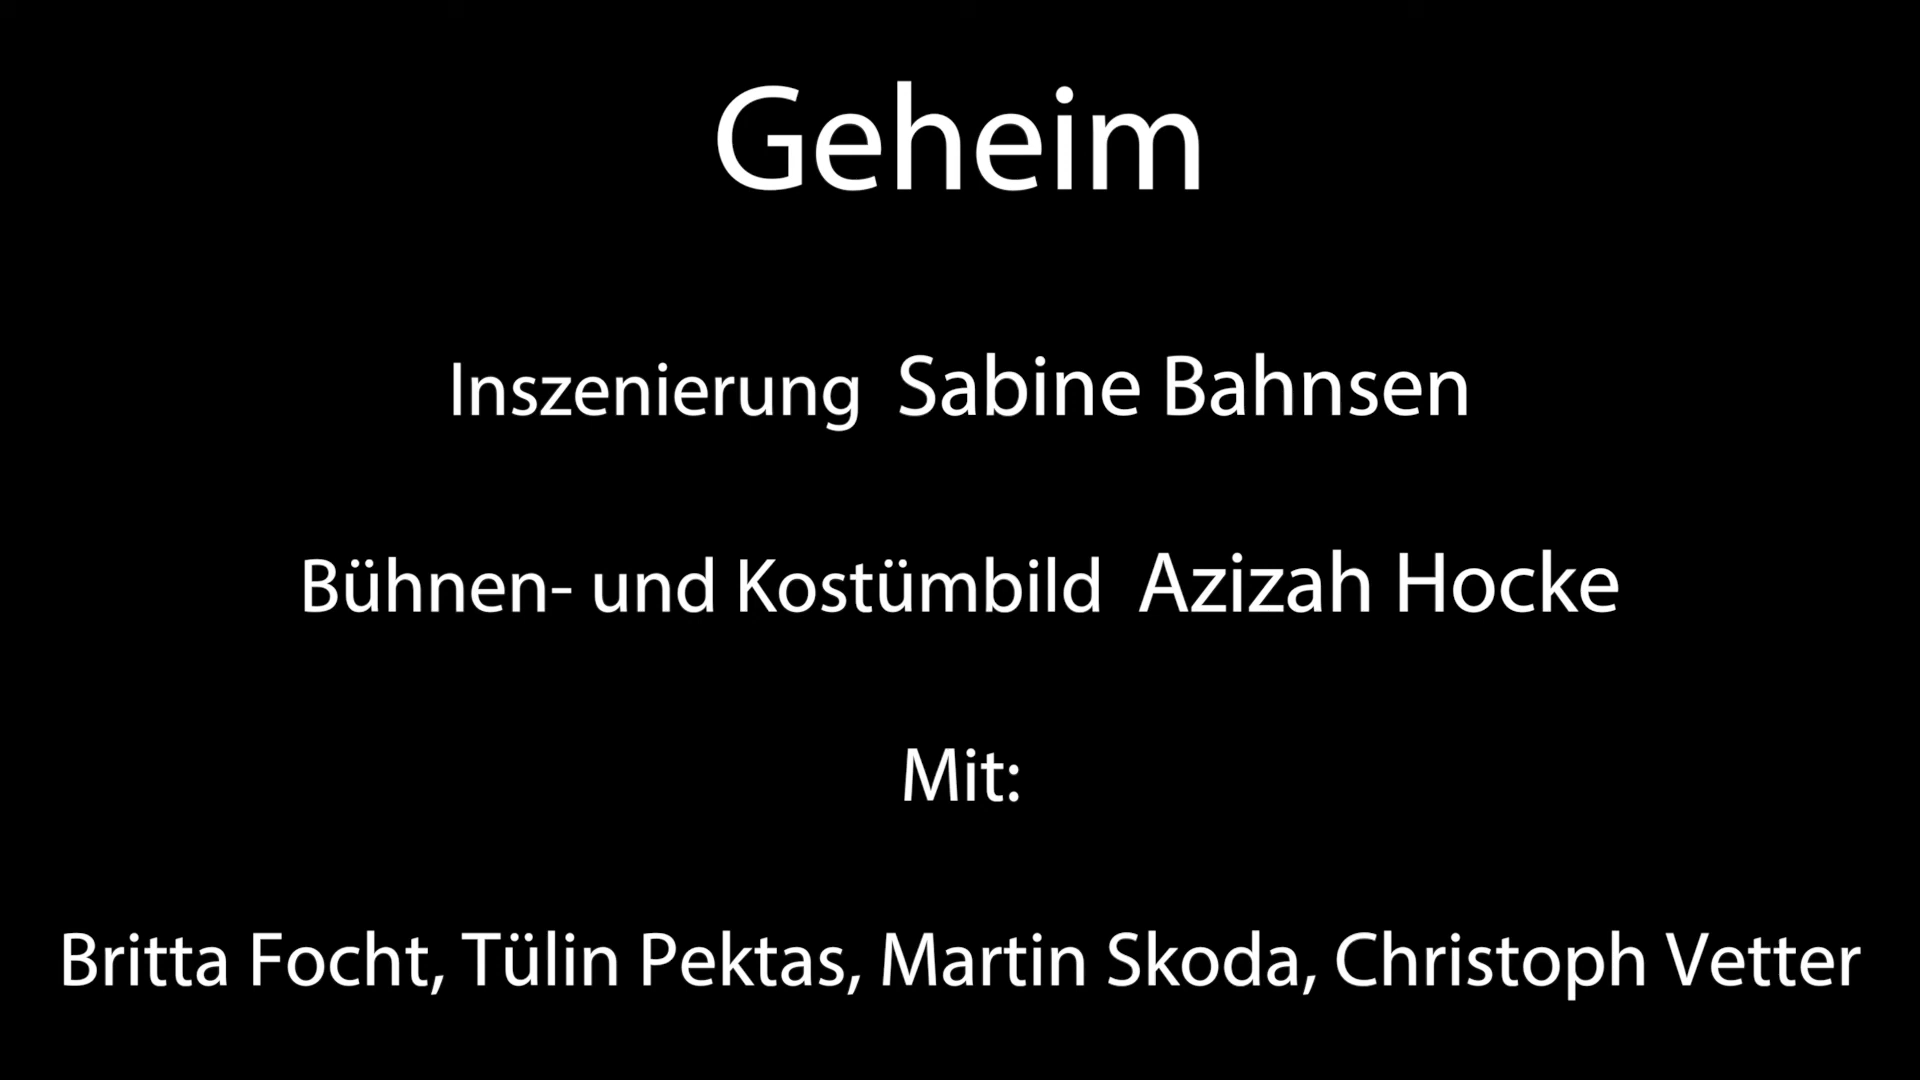 Geheim
Inszenierung Sabine Bahnsen
Bühnen- und Kostümbild Azizah Hocke
Mit:
Britta Focht, Tülin Pektas, Martin Skoda, Christoph Vetter